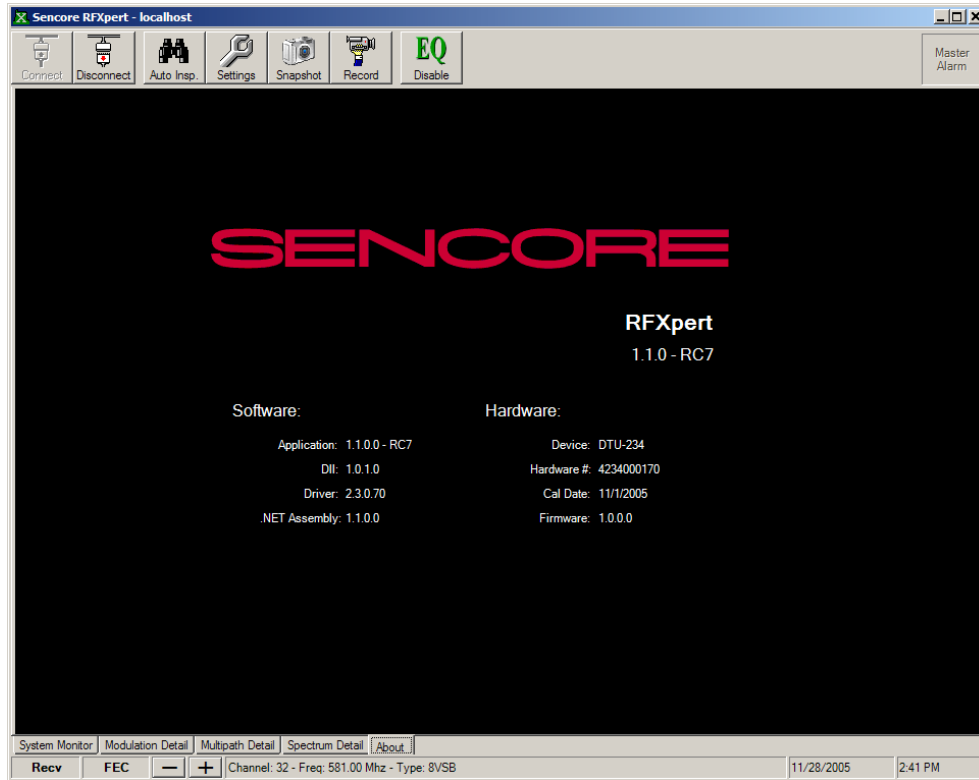 Sencore RFXpert - localhost
Connect Disconnect Auto Insp. Settings Snapshot Record EQ Disable
Master
Alarm
SENCORE
RFXpert
1.1.0 - RC7
Software: Hardware:
Application: 1.1.0.0 - RC7 Device: DTU-234
Dll: 1.0.1.0 Hardware #: 4234000170
Driver: 2.3.0.70 Cal Date: 11/1/2005
.NET Assembly: 1.1.0.0 Firmware: 1.0.0.0
System Monitor Modulation Detail Multipath Detail Spectrum Detail About
Recv FEC Channel: 32 - Freq: 581.00 Mhz - Type: 8VSB 11/28/2005 2:41 PM